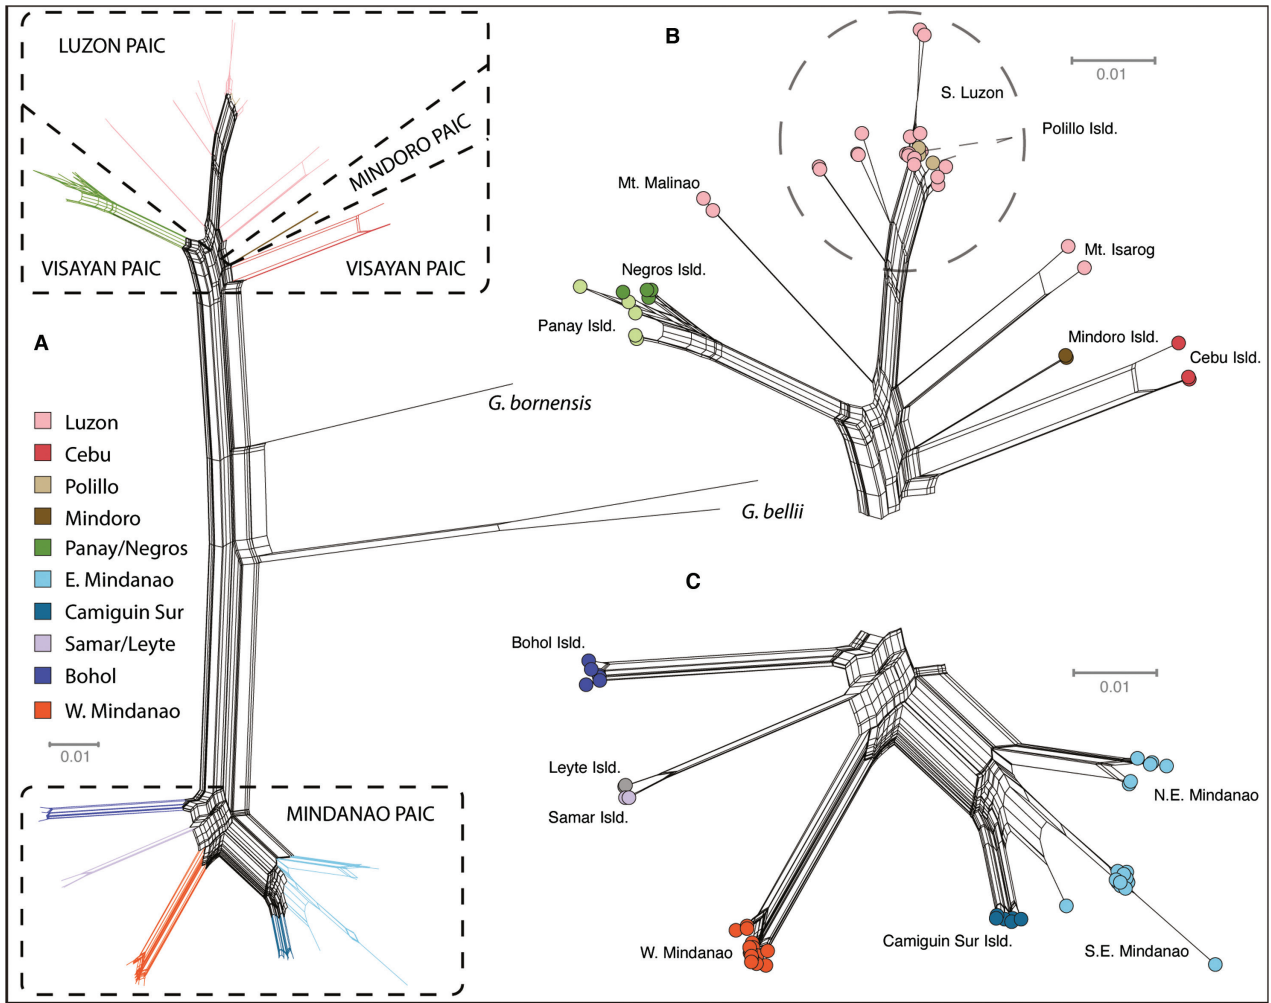 LUZON PAIC
MINDORO PAIC
VISAYAN PAIC
VISAYAN PAIC
A
G. bornensis
G. bellii
Luzon
Cebu
Polillo
Mindoro
Panay/Negros
E. Mindanao
Camiguin Sur
Samar/Leyte
Bohol
W. Mindanao
0.01
MINDANAO PAIC
B
0.01
S. Luzon
Polillo Isld.
Mt. Malinao
Mt. Isarog
Negros Isld.
Panay Isld.
Mindoro Isld.
Cebu Isld.
C
Bohol Isld.
0.01
Leyte Isld.
Samar Isld.
N.E. Mindanao
W. Mindanao
Camiguin Sur Isld.
S.E. Mindanao